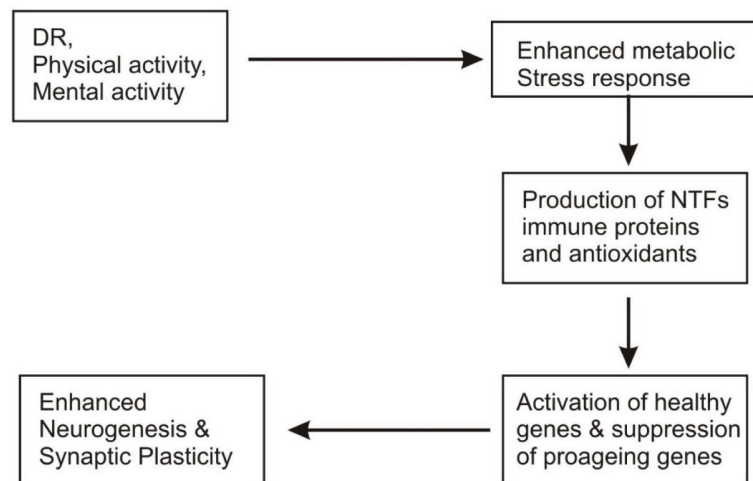 DR,
Physical activity,
Mental activity
Enhanced metabolic
Stress response
Production of NTFs
immune proteins
and antioxidants
Activation of healthy
genes & suppression
of proageing genes
Enhanced
Neurogenesis &
Synaptic Plasticity